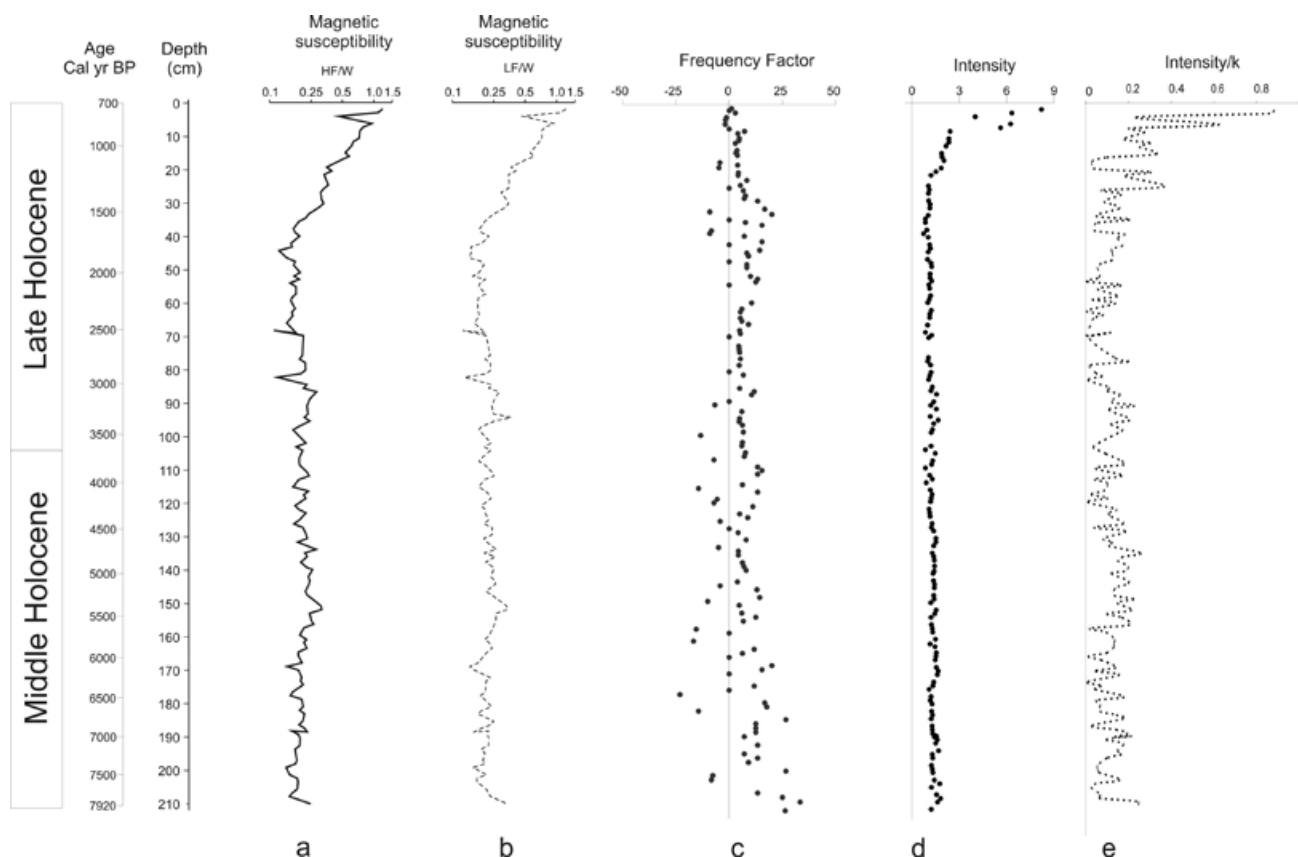 Age
Cal yr BP
Depth
(cm)
Magnetic
susceptibility
HF/W
0.1 0.25 0.5 1.0 1.5
Magnetic
susceptibility
LF/W
0.1 0.25 0.5 1.0 1.5
Frequency Factor
-50 -25 0 25 50
Intensity
0 3 6 9
Intensity/k
0 0.2 0.4 0.6 0.8
Late Holocene
Middle Holocene
700
1000
1500
2000
2500
3000
3500
4000
4500
5000
5500
6000
6500
7000
7500
7920
0
10
20
30
40
50
60
70
80
90
100
110
120
130
140
150
160
170
180
190
200
210
a b c d e